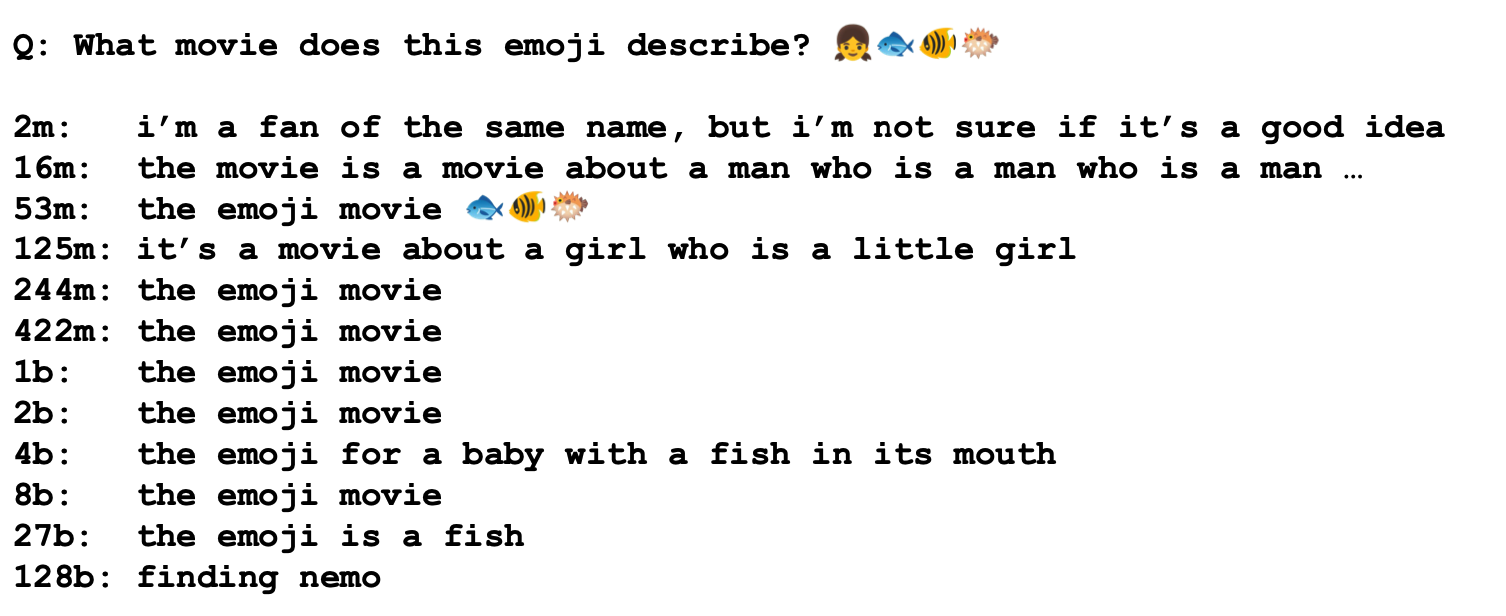 Q: What movie does this emoji describe? 👧🐟🐠🐡
2m: i’m a fan of the same name, but i’m not sure if it’s a good idea
16m: the movie is a movie about a man who is a man who is a man …
53m: the emoji movie 🐟🐠🐡
125m: it’s a movie about a girl who is a little girl
244m: the emoji movie
422m: the emoji movie
1b: the emoji movie
2b: the emoji movie
4b: the emoji for a baby with a fish in its mouth
8b: the emoji movie
27b: the emoji is a fish
128b: finding nemo